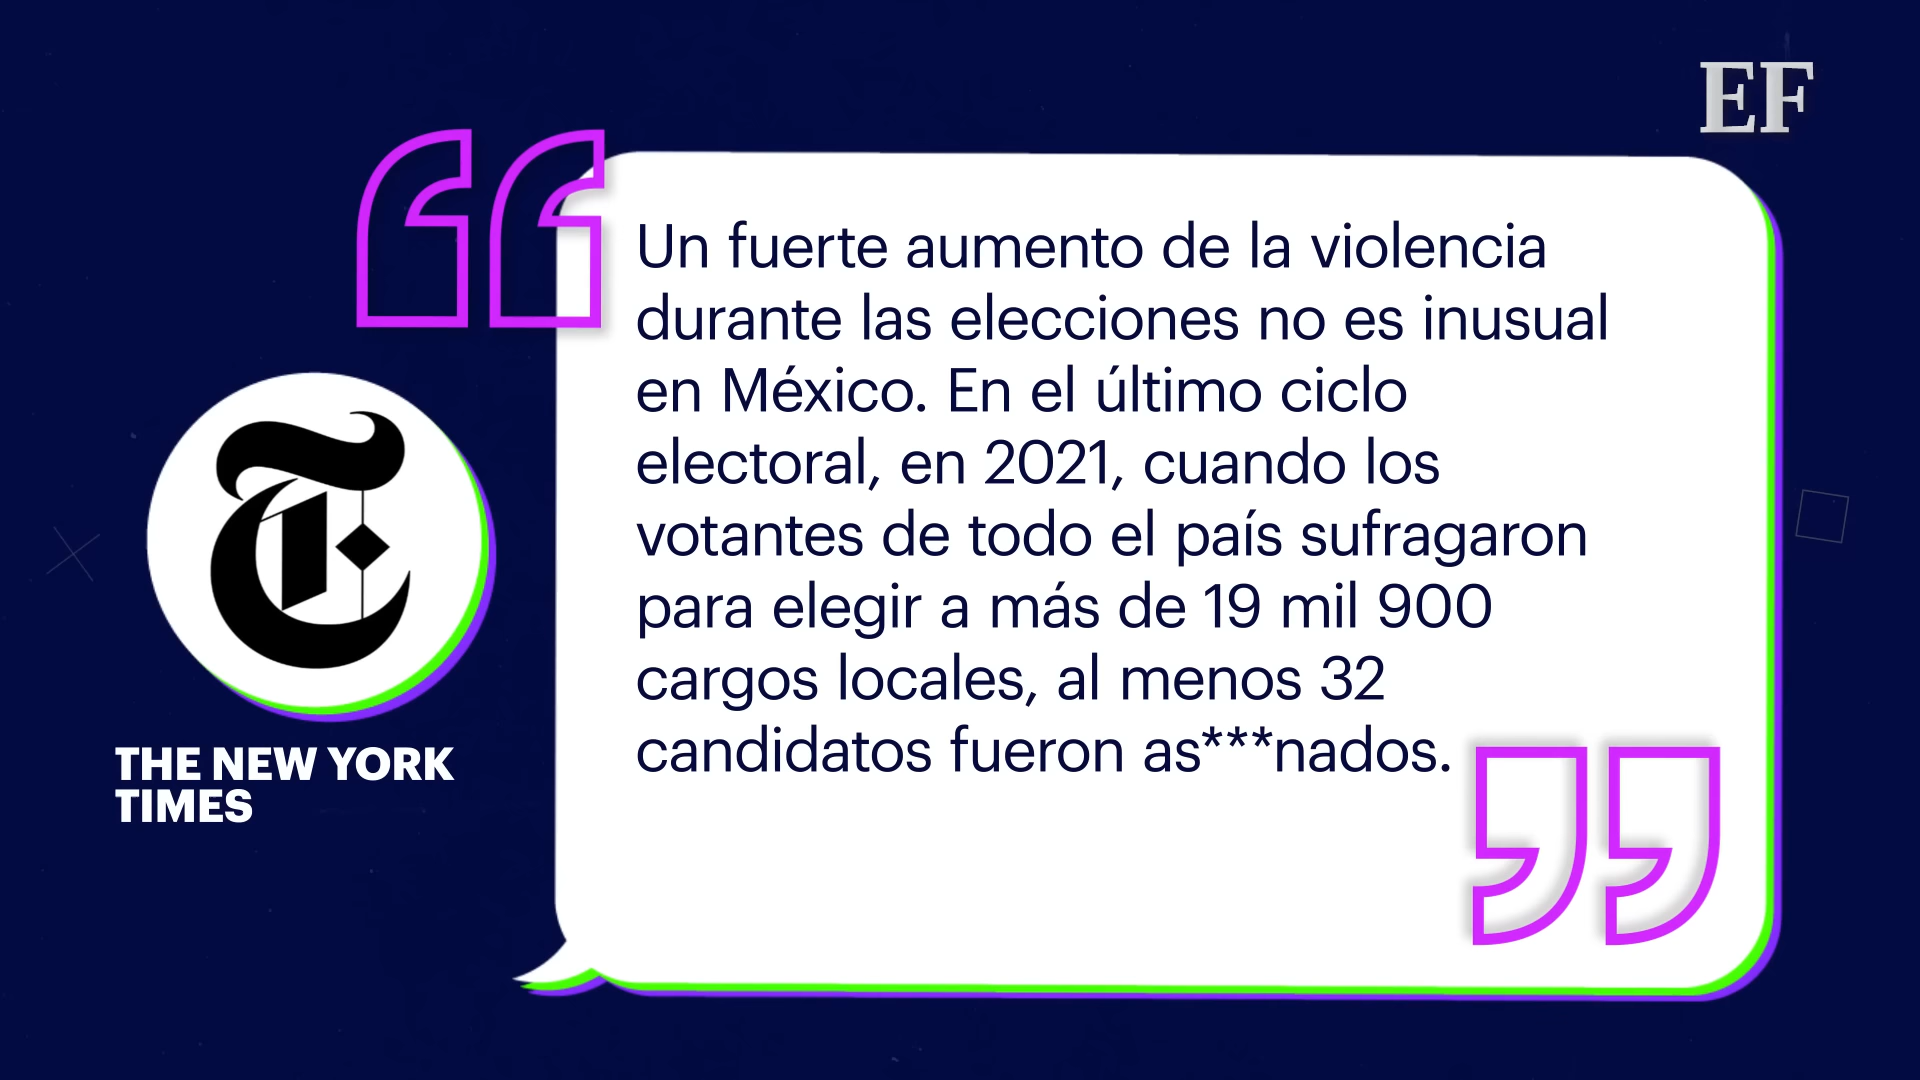 EF
Un fuerte aumento de la violencia
durante las elecciones no es inusual
en México. En el último ciclo
electoral, en 2021, cuando los
votantes de todo el país sufragaron
para elegir a más de 19 mil 900
cargos locales, al menos 32
candidatos fueron as***nados.
T
THE NEW YORK
TIMES